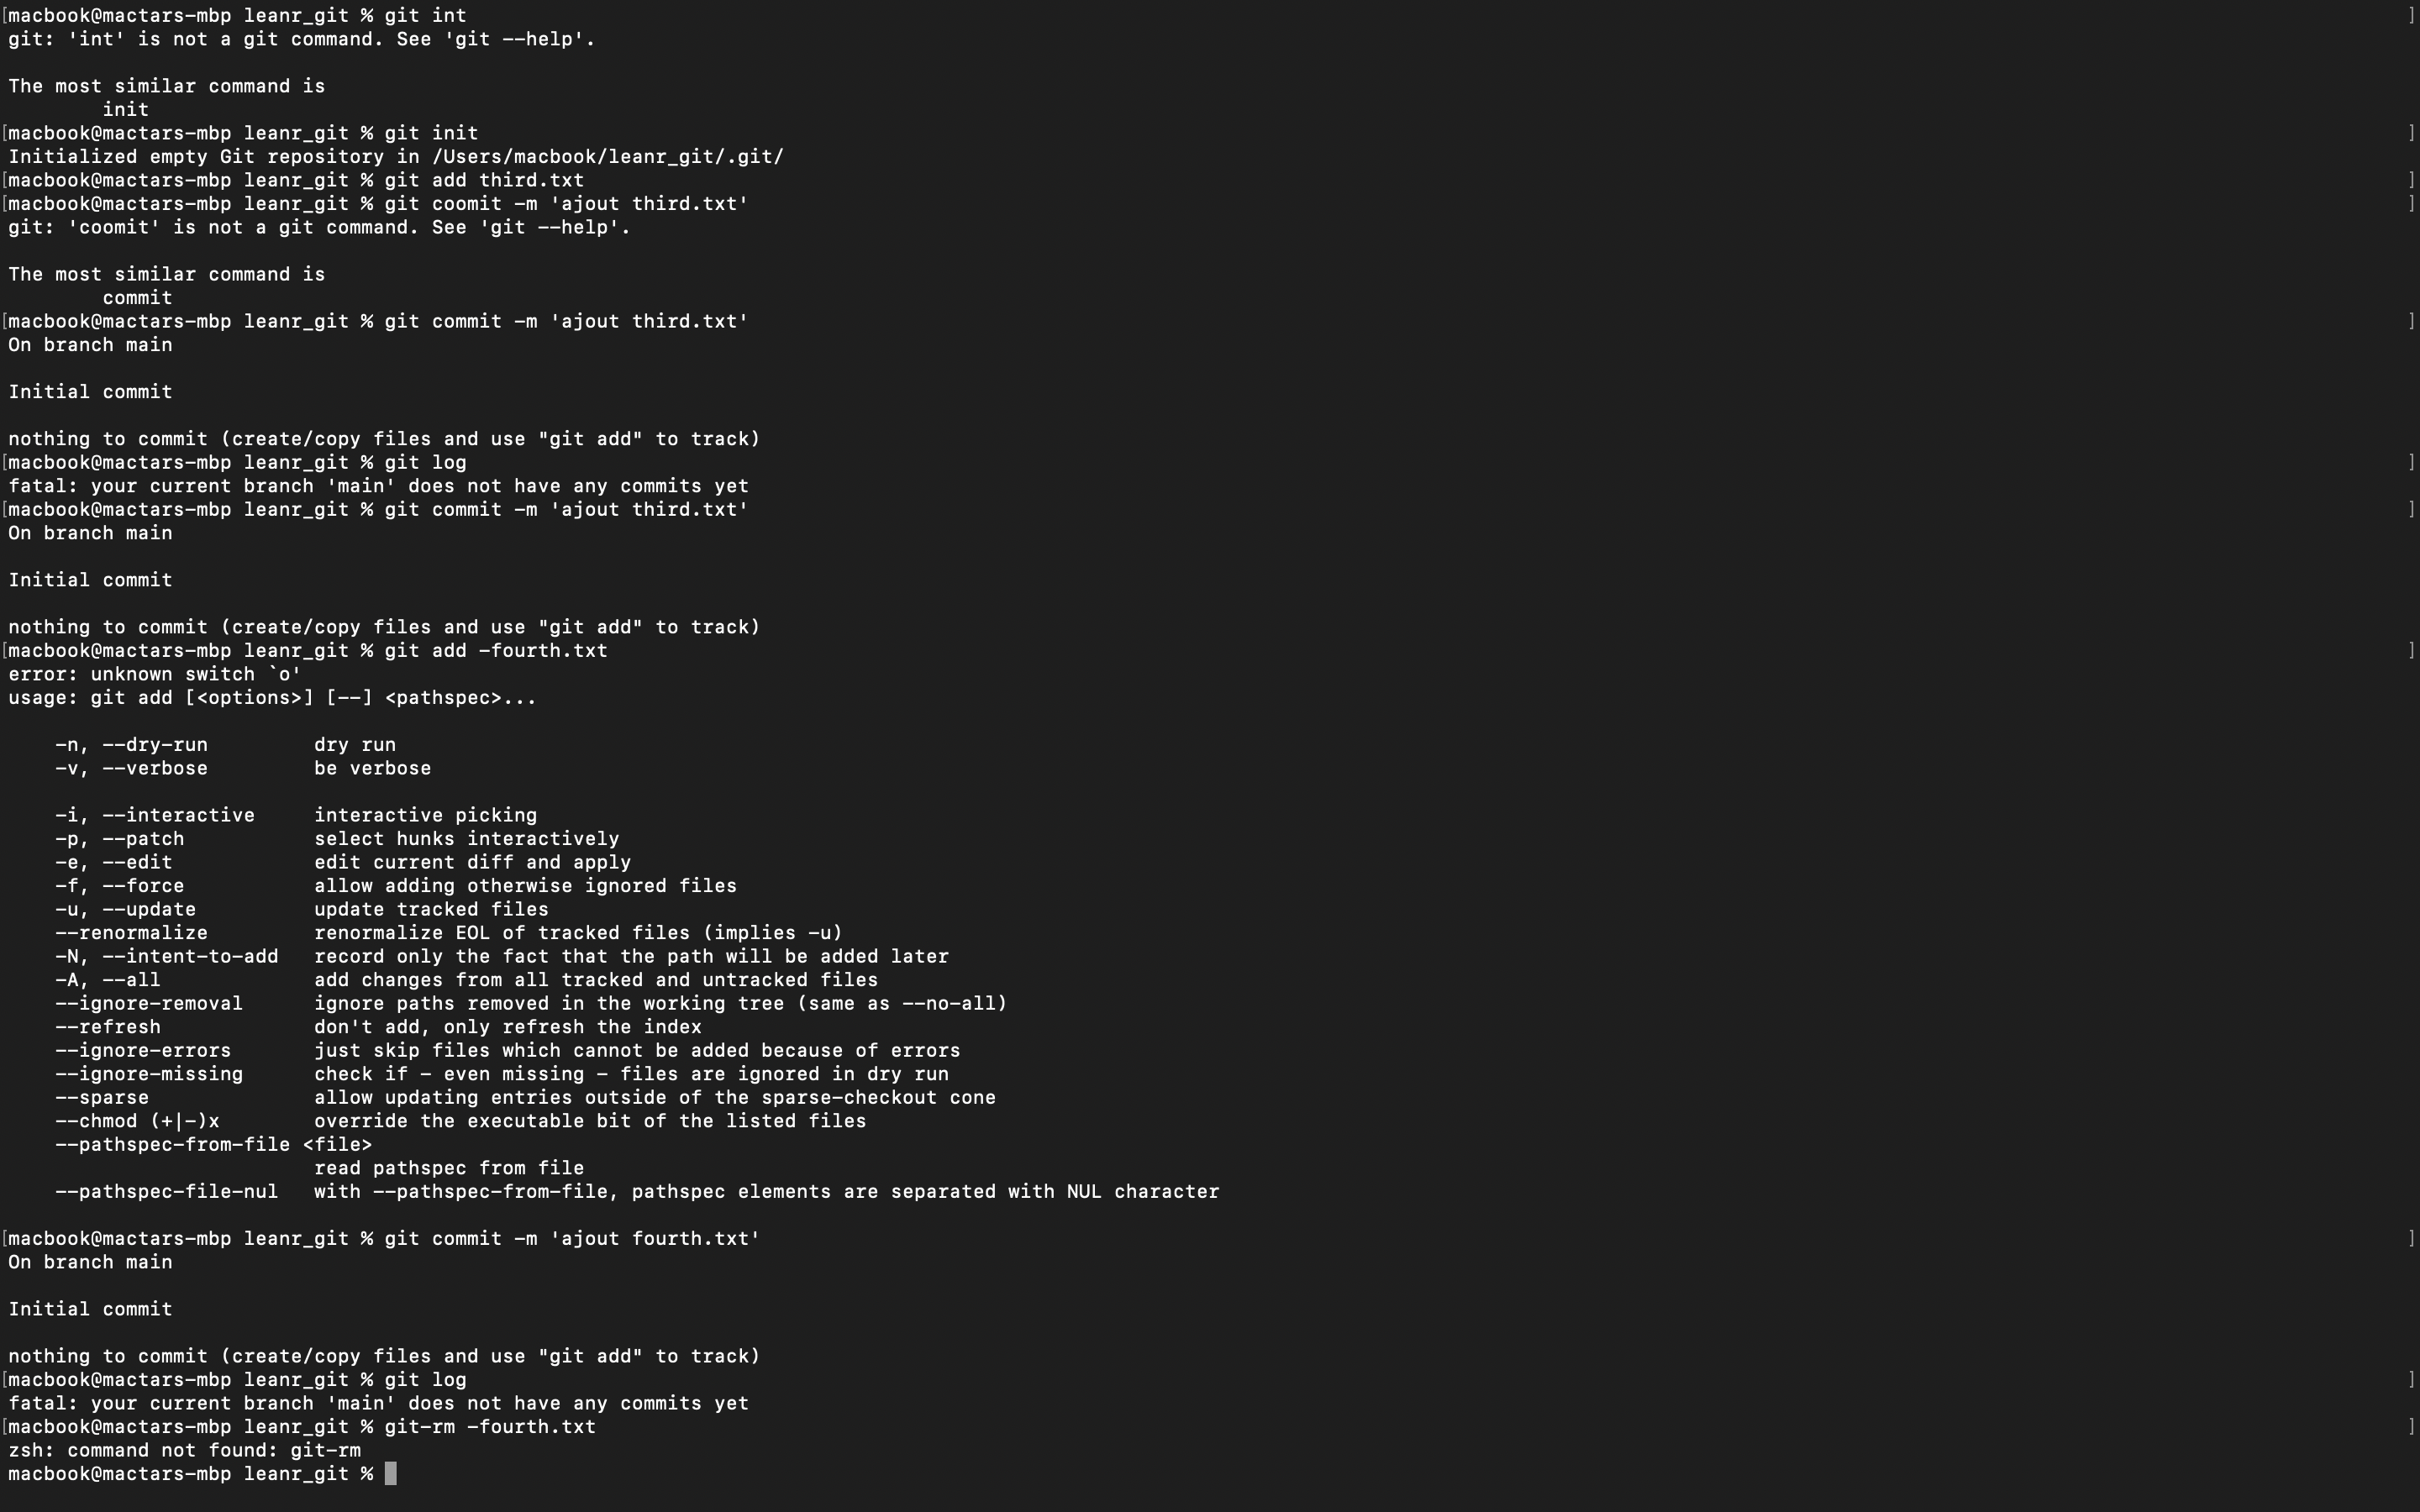 [macbook@mactars-mbp leanr_git % git int ]
git: 'int' is not a git command. See 'git --help'.
The most similar command is
init
[macbook@mactars-mbp leanr_git % git init ]
Initialized empty Git repository in /Users/macbook/leanr_git/.git/
[macbook@mactars-mbp leanr_git % git add third.txt ]
[macbook@mactars-mbp leanr_git % git coomit -m 'ajout third.txt' ]
git: 'coomit' is not a git command. See 'git --help'.
The most similar command is
commit
[macbook@mactars-mbp leanr_git % git commit -m 'ajout third.txt' ]
On branch main
Initial commit
nothing to commit (create/copy files and use "git add" to track)
[macbook@mactars-mbp leanr_git % git log ]
fatal: your current branch 'main' does not have any commits yet
[macbook@mactars-mbp leanr_git % git commit -m 'ajout third.txt' ]
On branch main
Initial commit
nothing to commit (create/copy files and use "git add" to track)
[macbook@mactars-mbp leanr_git % git add -fourth.txt ]
error: unknown switch `o'
usage: git add [<options>] [--] <pathspec>...
-n, --dry-run dry run
-v, --verbose be verbose
-i, --interactive interactive picking
-p, --patch select hunks interactively
-e, --edit edit current diff and apply
-f, --force allow adding otherwise ignored files
-u, --update update tracked files
--renormalize renormalize EOL of tracked files (implies -u)
-N, --intent-to-add record only the fact that the path will be added later
-A, --all add changes from all tracked and untracked files
--ignore-removal ignore paths removed in the working tree (same as --no-all)
--refresh don't add, only refresh the index
--ignore-errors just skip files which cannot be added because of errors
--ignore-missing check if - even missing - files are ignored in dry run
--sparse allow updating entries outside of the sparse-checkout cone
--chmod (+|-)x override the executable bit of the listed files
--pathspec-from-file <file>
read pathspec from file
--pathspec-file-nul with --pathspec-from-file, pathspec elements are separated with NUL character
[macbook@mactars-mbp leanr_git % git commit -m 'ajout fourth.txt' ]
On branch main
Initial commit
nothing to commit (create/copy files and use "git add" to track)
[macbook@mactars-mbp leanr_git % git log ]
fatal: your current branch 'main' does not have any commits yet
[macbook@mactars-mbp leanr_git % git-rm -fourth.txt ]
zsh: command not found: git-rm
macbook@mactars-mbp leanr_git %